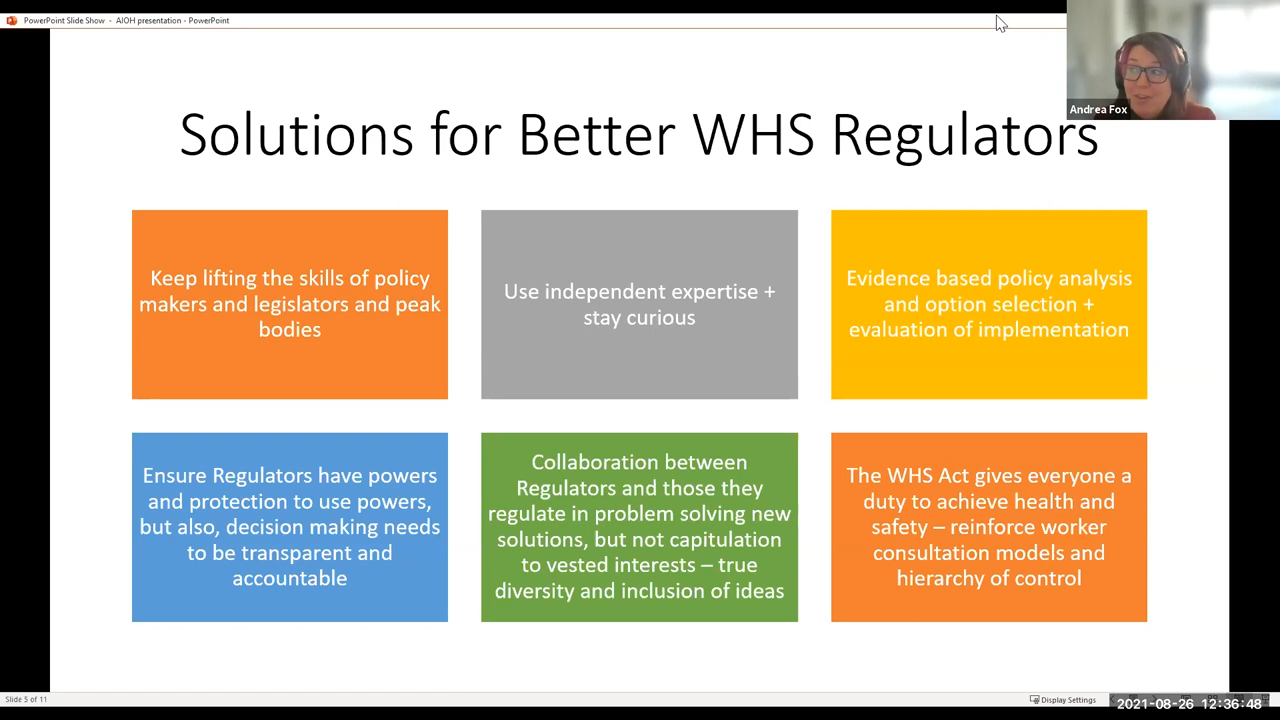 PowerPoint Slide Show - AIOH presentation - PowerPoint
Andrea Fox
Solutions for Better WHS Regulators
Keep lifting the skills of policy
makers and legislators and peak
bodies
Use independent expertise +
stay curious
Evidence based policy analysis
and option selection +
evaluation of implementation
Ensure Regulators have powers
and protection to use powers,
but also, decision making needs
to be transparent and
accountable
Collaboration between
Regulators and those they
regulate in problem solving new
solutions, but not capitulation
to vested interests – true
diversity and inclusion of ideas
The WHS Act gives everyone a
duty to achieve health and
safety – reinforce worker
consultation models and
hierarchy of control
Slide 5 of 11
Display Settings
2021-08-26 12:36:48